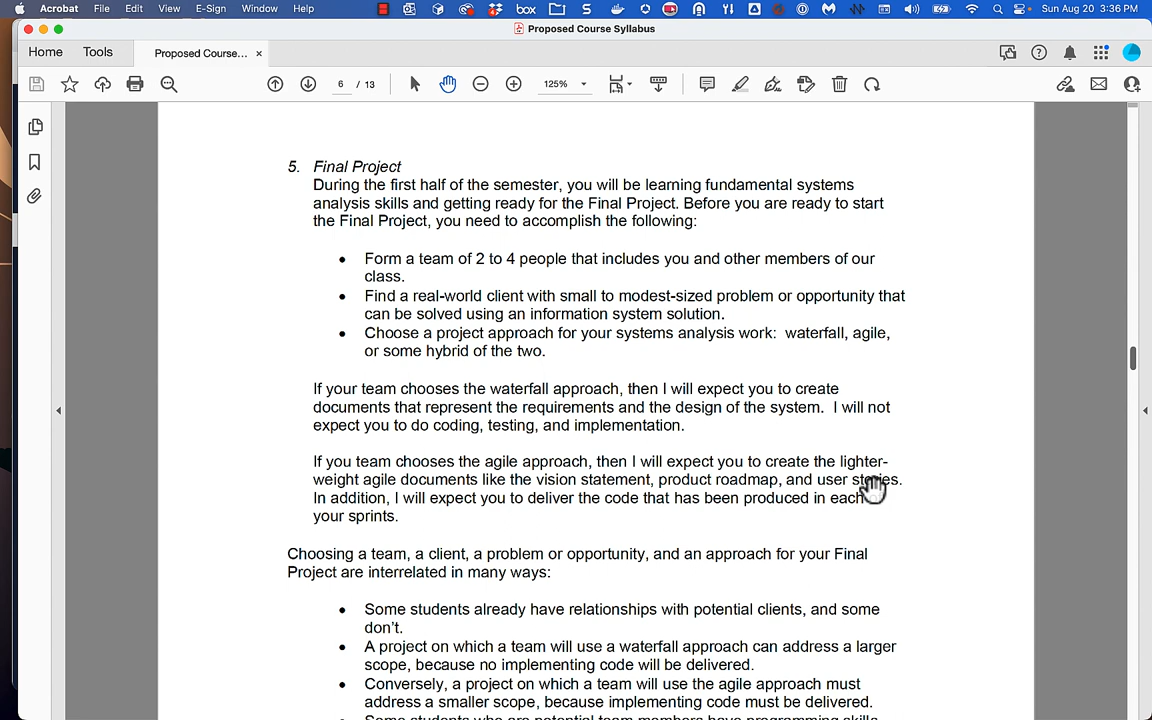 Acrobat File Edit View E-Sign Window Help box S Sun Aug 20 3:36 PM
Proposed Course Syllabus
Home Tools Proposed Course... ×
6 / 13 125%
5. Final Project
During the first half of the semester, you will be learning fundamental systems
analysis skills and getting ready for the Final Project. Before you are ready to start
the Final Project, you need to accomplish the following:
• Form a team of 2 to 4 people that includes you and other members of our
class.
• Find a real-world client with small to modest-sized problem or opportunity that
can be solved using an information system solution.
• Choose a project approach for your systems analysis work: waterfall, agile,
or some hybrid of the two.
If your team chooses the waterfall approach, then I will expect you to create
documents that represent the requirements and the design of the system. I will not
expect you to do coding, testing, and implementation.
If you team chooses the agile approach, then I will expect you to create the lighter-
weight agile documents like the vision statement, product roadmap, and user stories.
In addition, I will expect you to deliver the code that has been produced in each
your sprints.
Choosing a team, a client, a problem or opportunity, and an approach for your Final
Project are interrelated in many ways:
• Some students already have relationships with potential clients, and some
don't.
• A project on which a team will use a waterfall approach can address a larger
scope, because no implementing code will be delivered.
• Conversely, a project on which a team will use the agile approach must
address a smaller scope, because implementing code must be delivered.
• Some students who are potential team members have programming skills